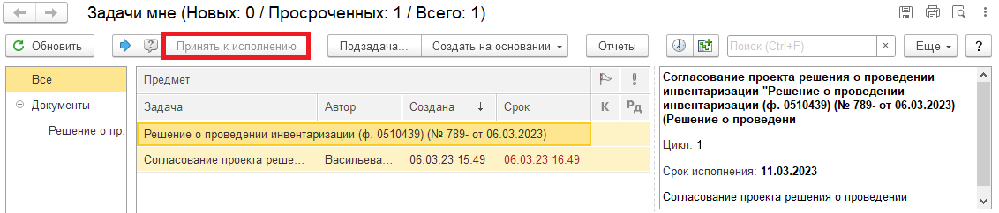 Задачи мне (Новых: 0 / Просроченных: 1 / Всего: 1)
Обновить ? Принять к исполнению Подзадача... Создать на основании Отчеты Поиск (Ctrl+F) × Еще ?
Все
Документы
Решение о пр.
Предмет !
Задача Автор Создана ↓ Срок К Рд
Решение о проведении инвентаризации (ф. 0510439) (№ 789- от 06.03.2023)
Согласование проекта реше... Васильева... 06.03.23 15:49 06.03.23 16:49
Согласование проекта решения о проведении
инвентаризации "Решение о проведении
инвентаризации (ф. 0510439) (№ 789- от 06.03.2023)
(Решение о проведени
Цикл: 1
Срок исполнения: 11.03.2023
Согласование проекта решения о проведении